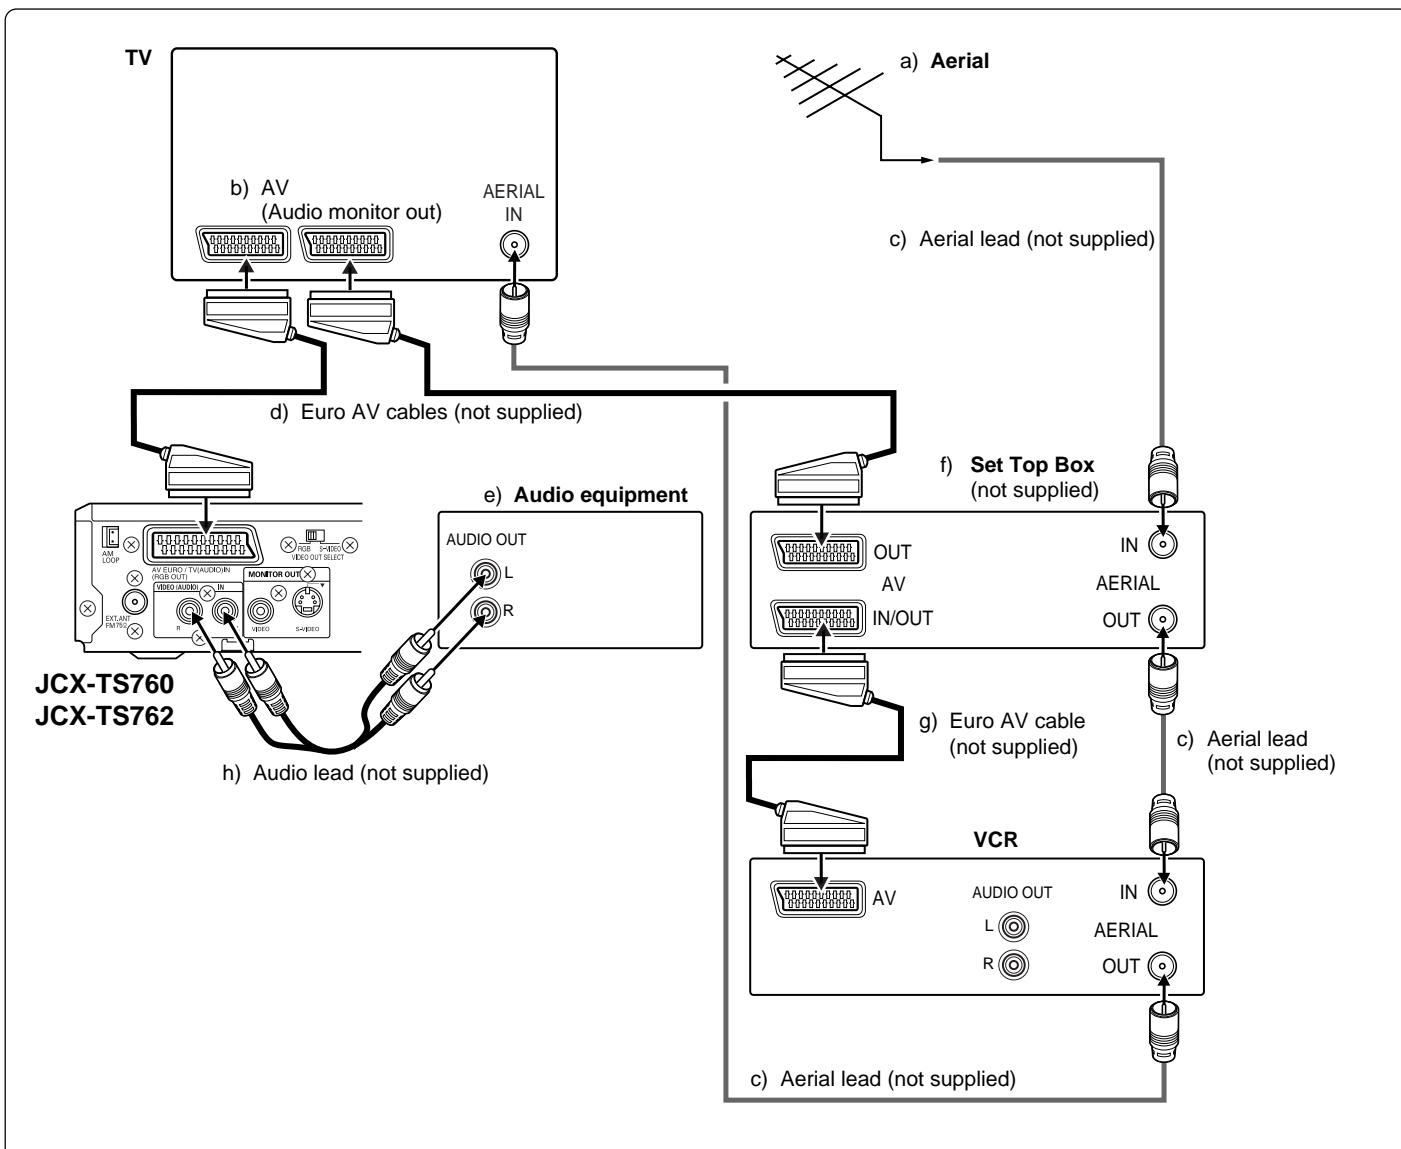 TV
a) Aerial
b) AV
(Audio monitor out)
AERIAL
IN
c) Aerial lead (not supplied)
d) Euro AV cables (not supplied)
f) Set Top Box
(not supplied)
e) Audio equipment
AUDIO OUT
L
R
AM
LOOP
AV EURO / TV(AUDIO)IN
(RGB OUT)
RGB S-VIDEO
VIDEO OUT SELECT
VIDEO (AUDIO) IN
MONITOR OUT
EXT. ANT
FM75Ω
R
VIDEO
S-VIDEO
OUT
AV
IN/OUT
IN
AERIAL
OUT
JCX-TS760
JCX-TS762
g) Euro AV cable
(not supplied)
c) Aerial lead
(not supplied)
h) Audio lead (not supplied)
VCR
AV
AUDIO OUT
L
R
IN
AERIAL
OUT
c) Aerial lead (not supplied)